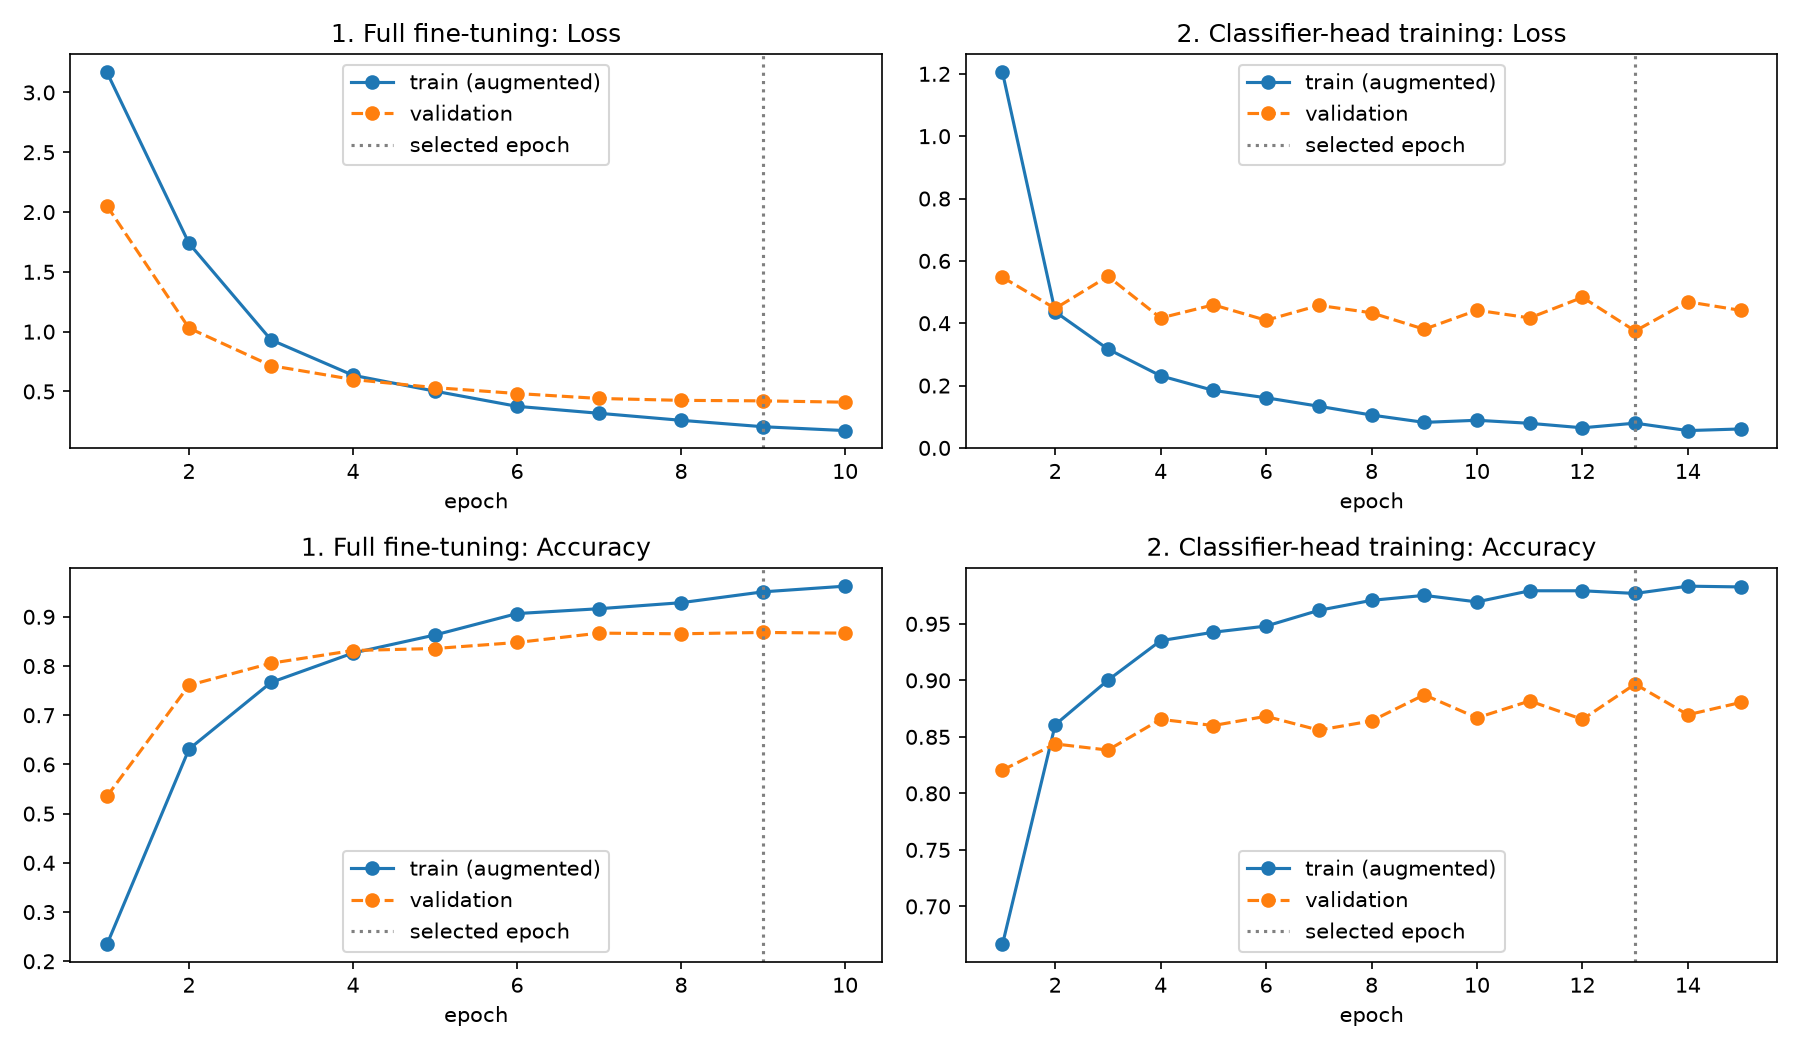 1. Full fine-tuning: Loss
3.0
2.5
2.0
1.5
1.0
0.5
train (augmented)
validation
selected epoch
2 4 6 8 10
epoch
2. Classifier-head training: Loss
1.2
1.0
0.8
0.6
0.4
0.2
0.0
train (augmented)
validation
selected epoch
2 4 6 8 10 12 14
epoch
1. Full fine-tuning: Accuracy
0.9
0.8
0.7
0.6
0.5
0.4
0.3
0.2
train (augmented)
validation
selected epoch
2 4 6 8 10
epoch
2. Classifier-head training: Accuracy
0.95
0.90
0.85
0.80
0.75
0.70
train (augmented)
validation
selected epoch
2 4 6 8 10 12 14
epoch